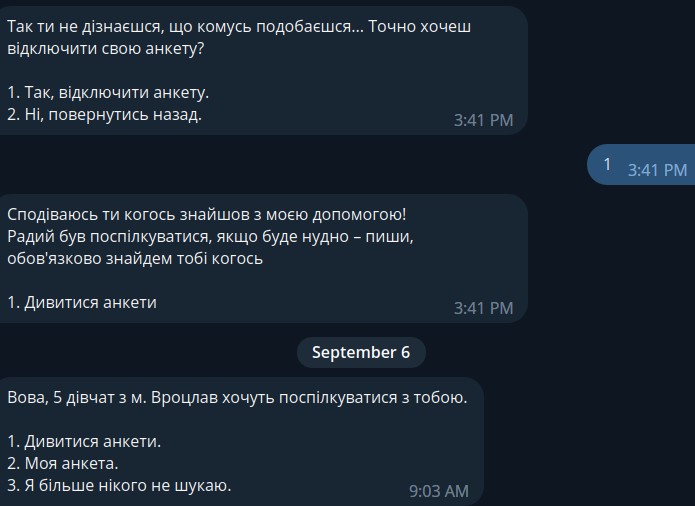 Так ти не дізнаєшся, що комусь подобаєшся... Точно хочеш
відключити свою анкету?
1. Так, відключити анкету.
2. Ні, повернутись назад.
3:41 PM
1
3:41 PM
Сподіваюсь ти когось знайшов з моєю допомогою!
Радий був поспілкуватися, якщо буде нудно – пиши,
обов'язково знайдем тобі когось
1. Дивитися анкети
3:41 PM
September 6
Вова, 5 дівчат з м. Вроцлав хочуть поспілкуватися з тобою.
1. Дивитися анкети.
2. Моя анкета.
3. Я більше нікого не шукаю.
9:03 AM